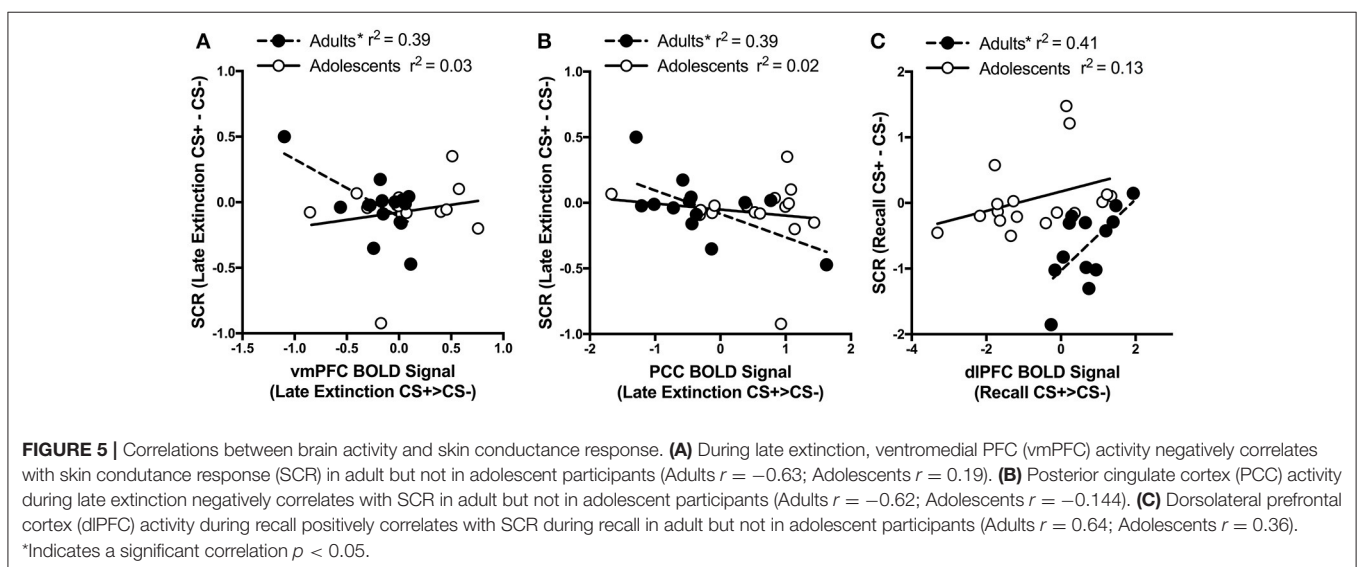 A
Adults* r² = 0.39
Adolescents r² = 0.03
SCR (Late Extinction CS+ - CS-)
1.0
0.5
0.0
-0.5
-1.0
-1.5
-1.0
-0.5
0.0
0.5
1.0
vmPFC BOLD Signal
(Late Extinction CS+>CS-)
B
Adults* r² = 0.39
Adolescents r² = 0.02
SCR (Late Extinction CS+ - CS-)
1.0
0.5
0.0
-0.5
-1.0
-2
-1
0
1
2
PCC BOLD Signal
(Late Extinction CS+>CS-)
C
Adults* r² = 0.41
Adolescents r² = 0.13
SCR (Recall CS+ - CS-)
2
1
0
-1
-2
-4
-2
0
2
dlPFC BOLD Signal
(Recall CS+>CS-)
FIGURE 5 | Correlations between brain activity and skin conductance response. (A) During late extinction, ventromedial PFC (vmPFC) activity negatively correlates
with skin condutance response (SCR) in adult but not in adolescent participants (Adults r = −0.63; Adolescents r = 0.19). (B) Posterior cingulate cortex (PCC) activity
during late extinction negatively correlates with SCR in adult but not in adolescent participants (Adults r = −0.62; Adolescents r = −0.144). (C) Dorsolateral prefrontal
cortex (dlPFC) activity during recall positively correlates with SCR during recall in adult but not in adolescent participants (Adults r = 0.64; Adolescents r = 0.36).
*Indicates a significant correlation p < 0.05.